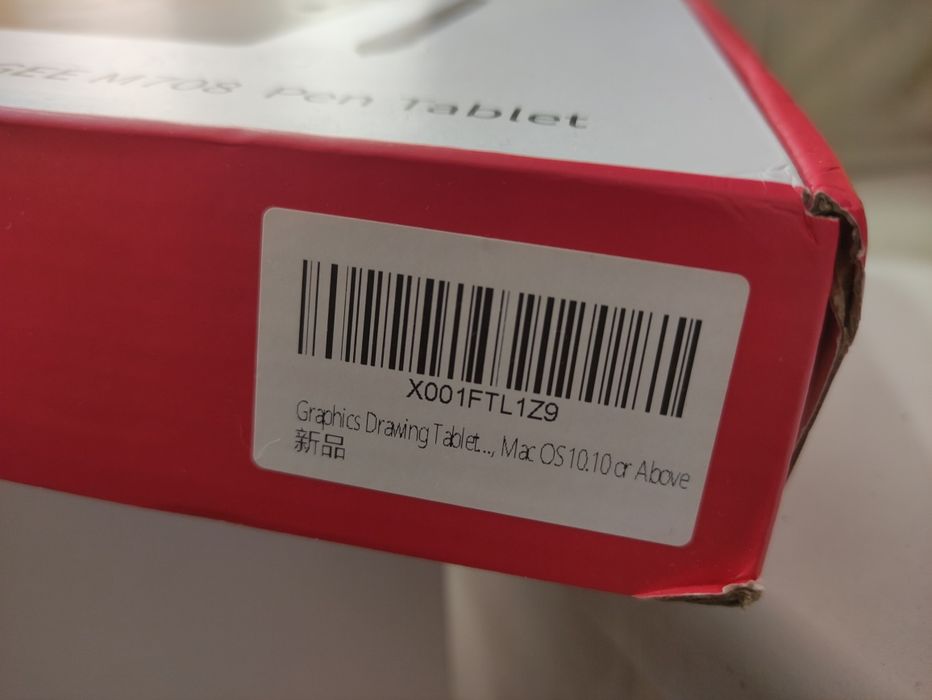 GEE M708 Pen Tablet
X001FTL1Z9
Graphics Drawing Tablet..., Mac OS 10.10 or Above
新品